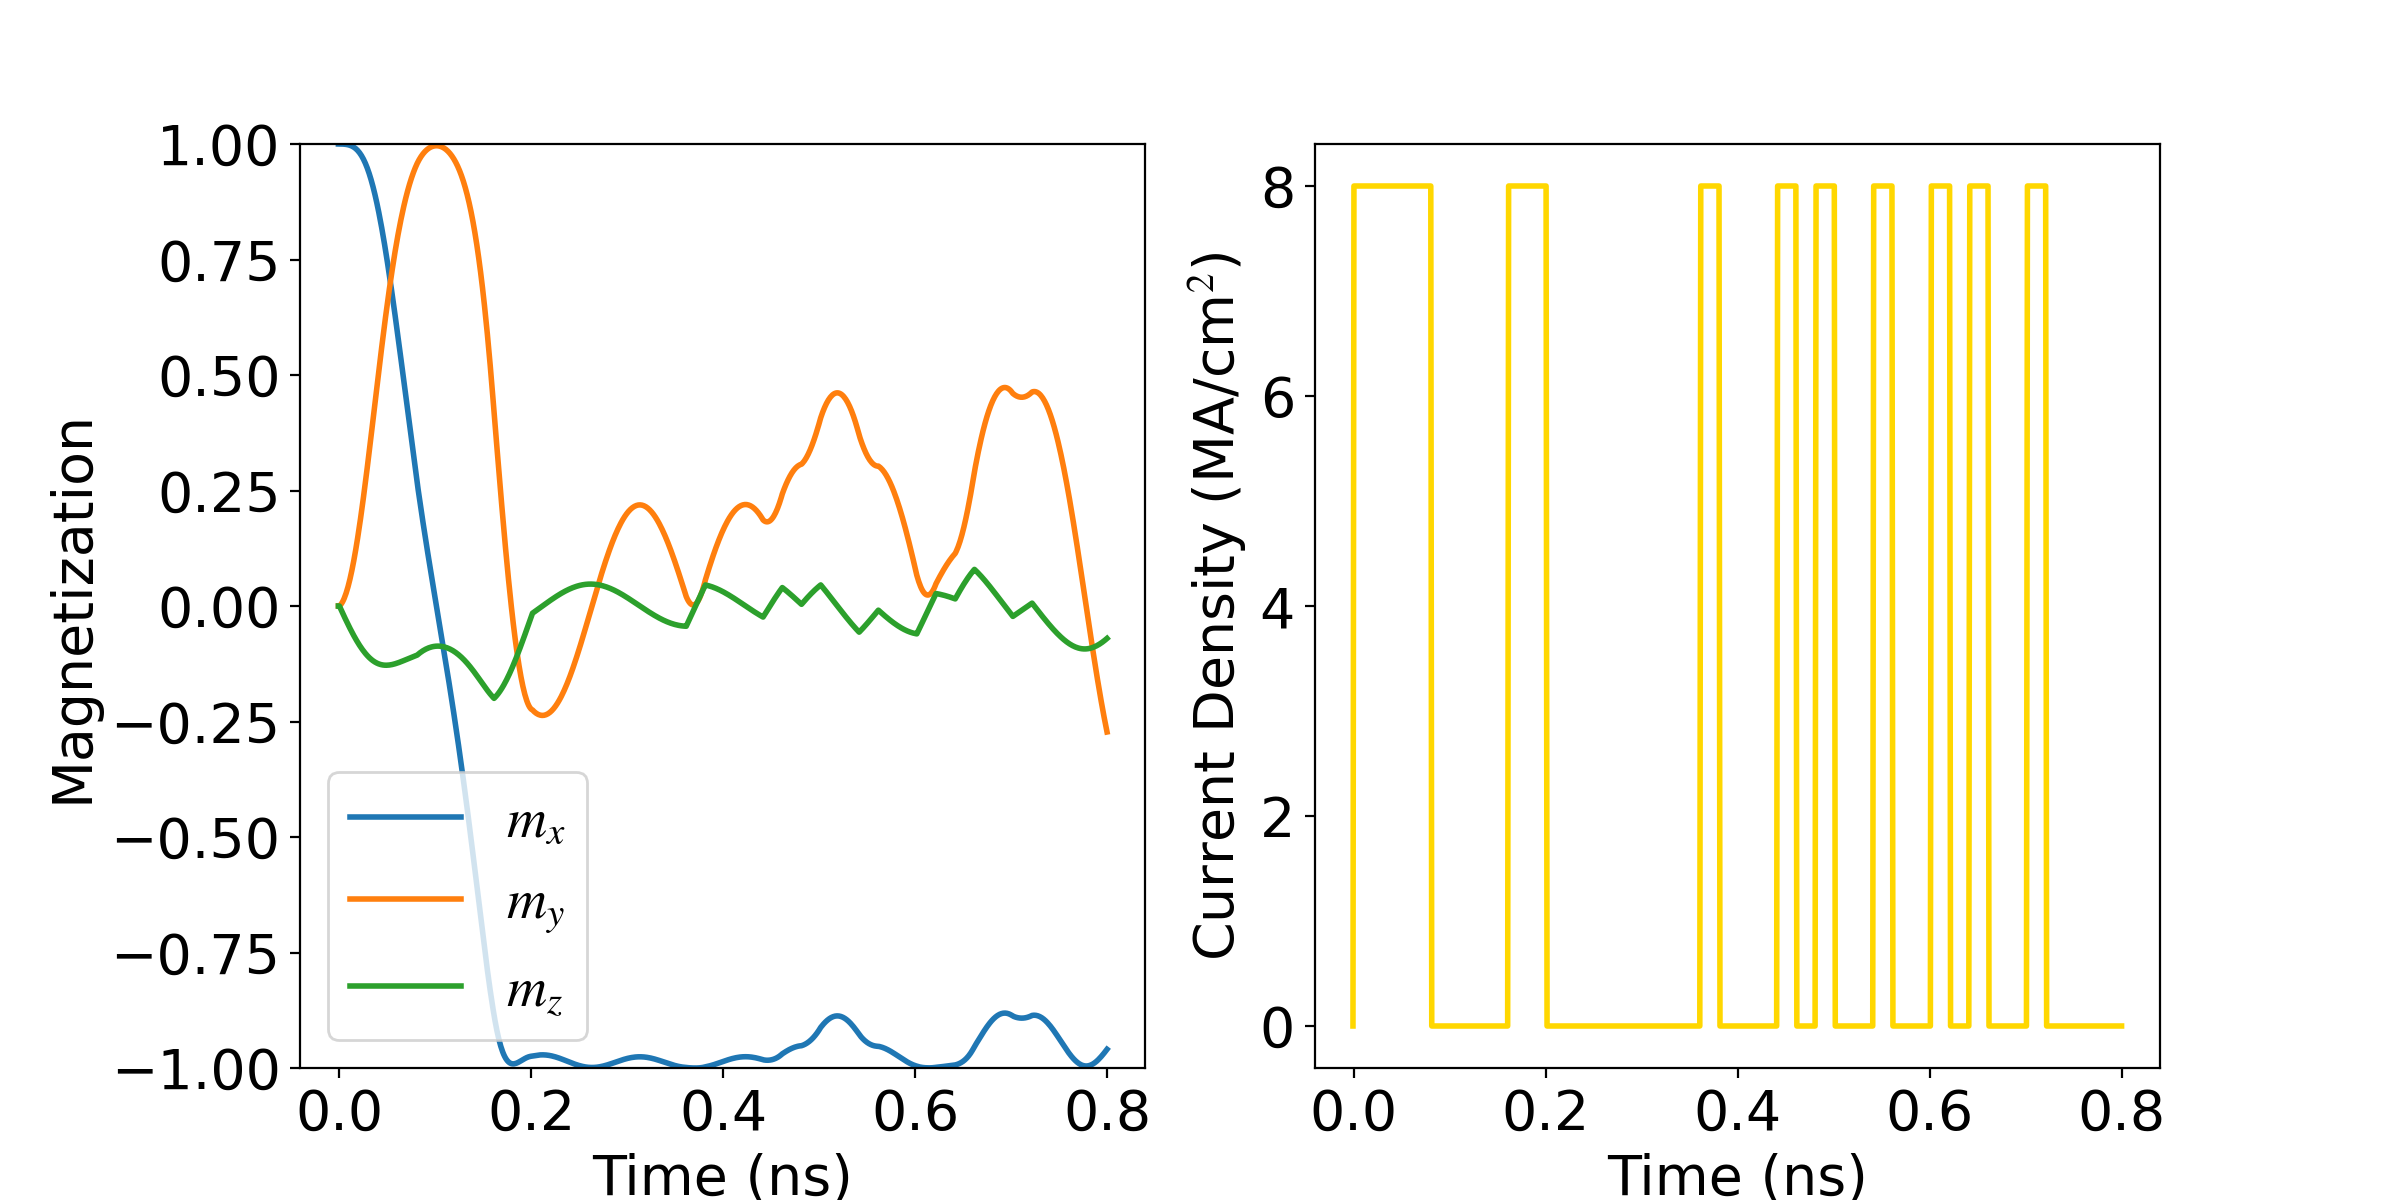 Magnetization
1.00
0.75
0.50
0.25
0.00
−0.25
−0.50
−0.75
−1.00
m_x
m_y
m_z
0.0 0.2 0.4 0.6 0.8
Time (ns)
Current Density (MA/cm²)
8
6
4
2
0
0.0 0.2 0.4 0.6 0.8
Time (ns)